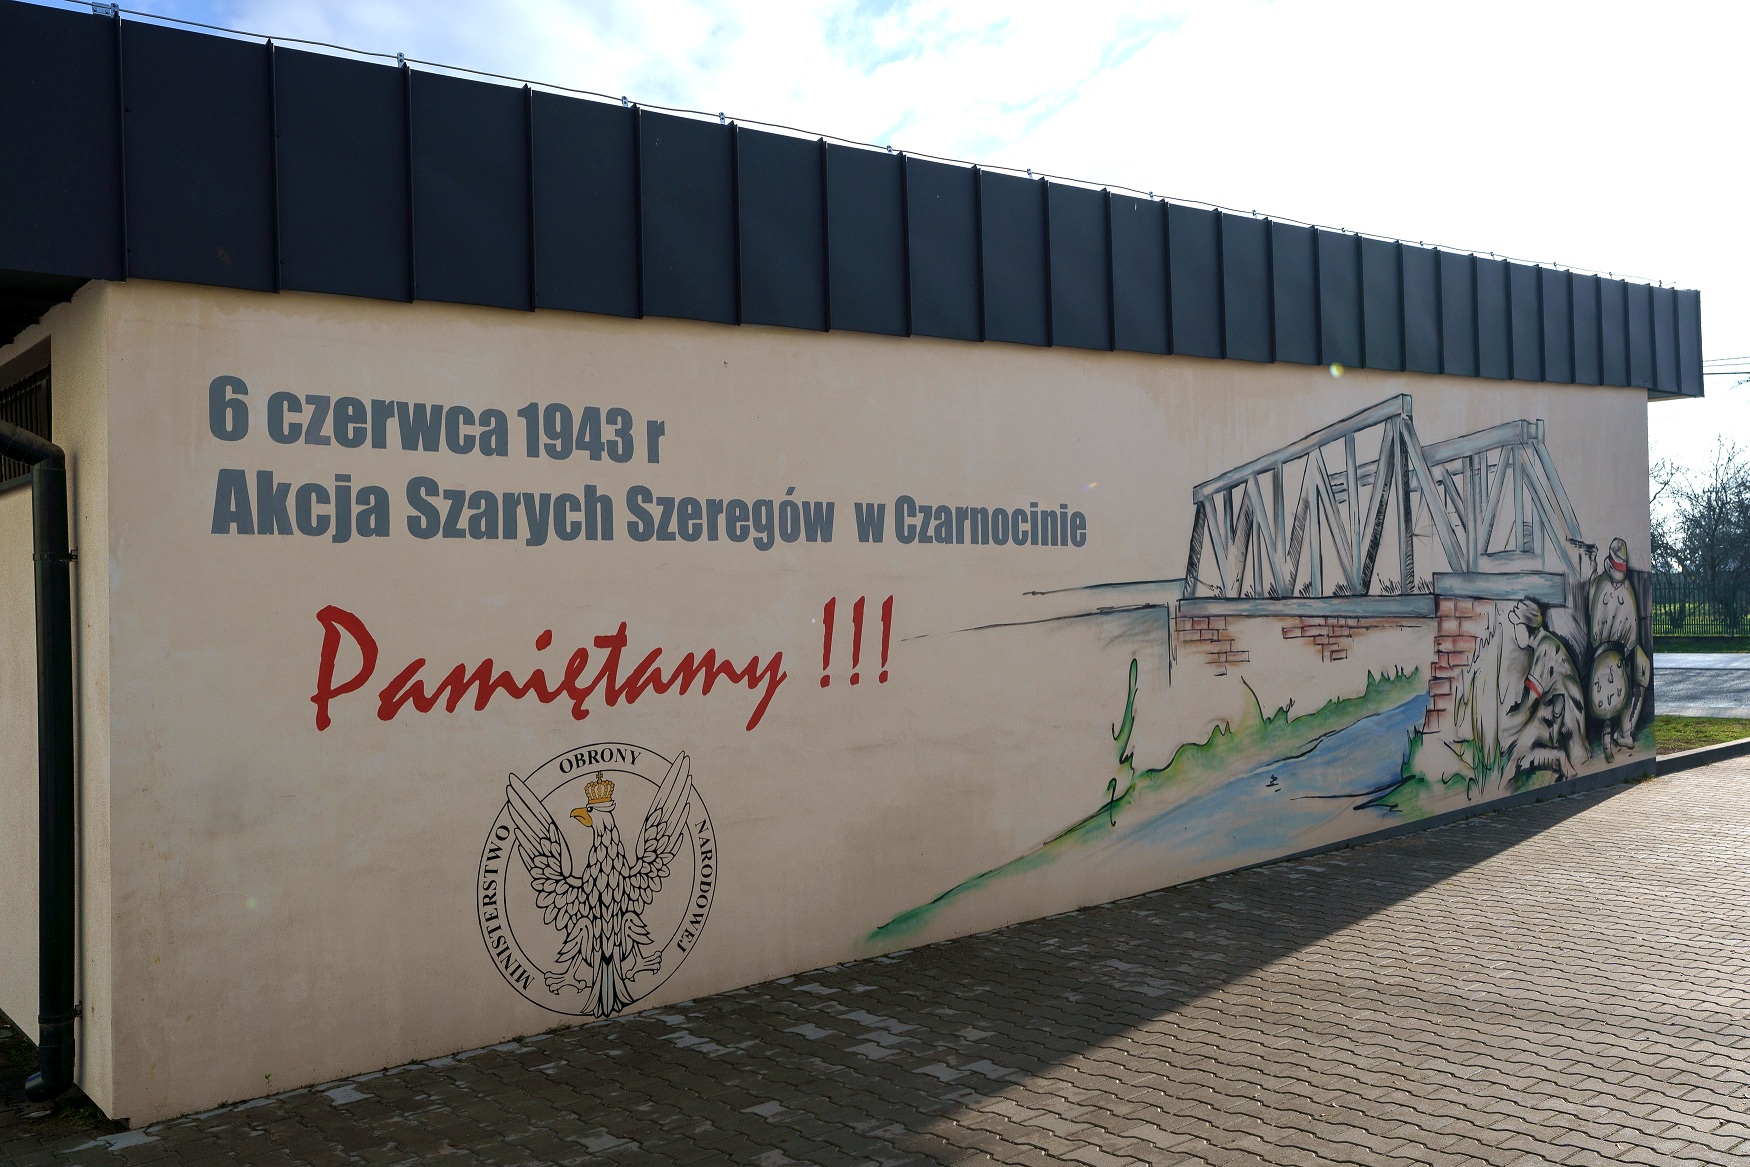 6 czerwca 1943 r
Akcja Szarych Szeregów w Czarnocinie
Pamiętamy !!!
MINISTERSTWO OBRONY NARODOWEJ